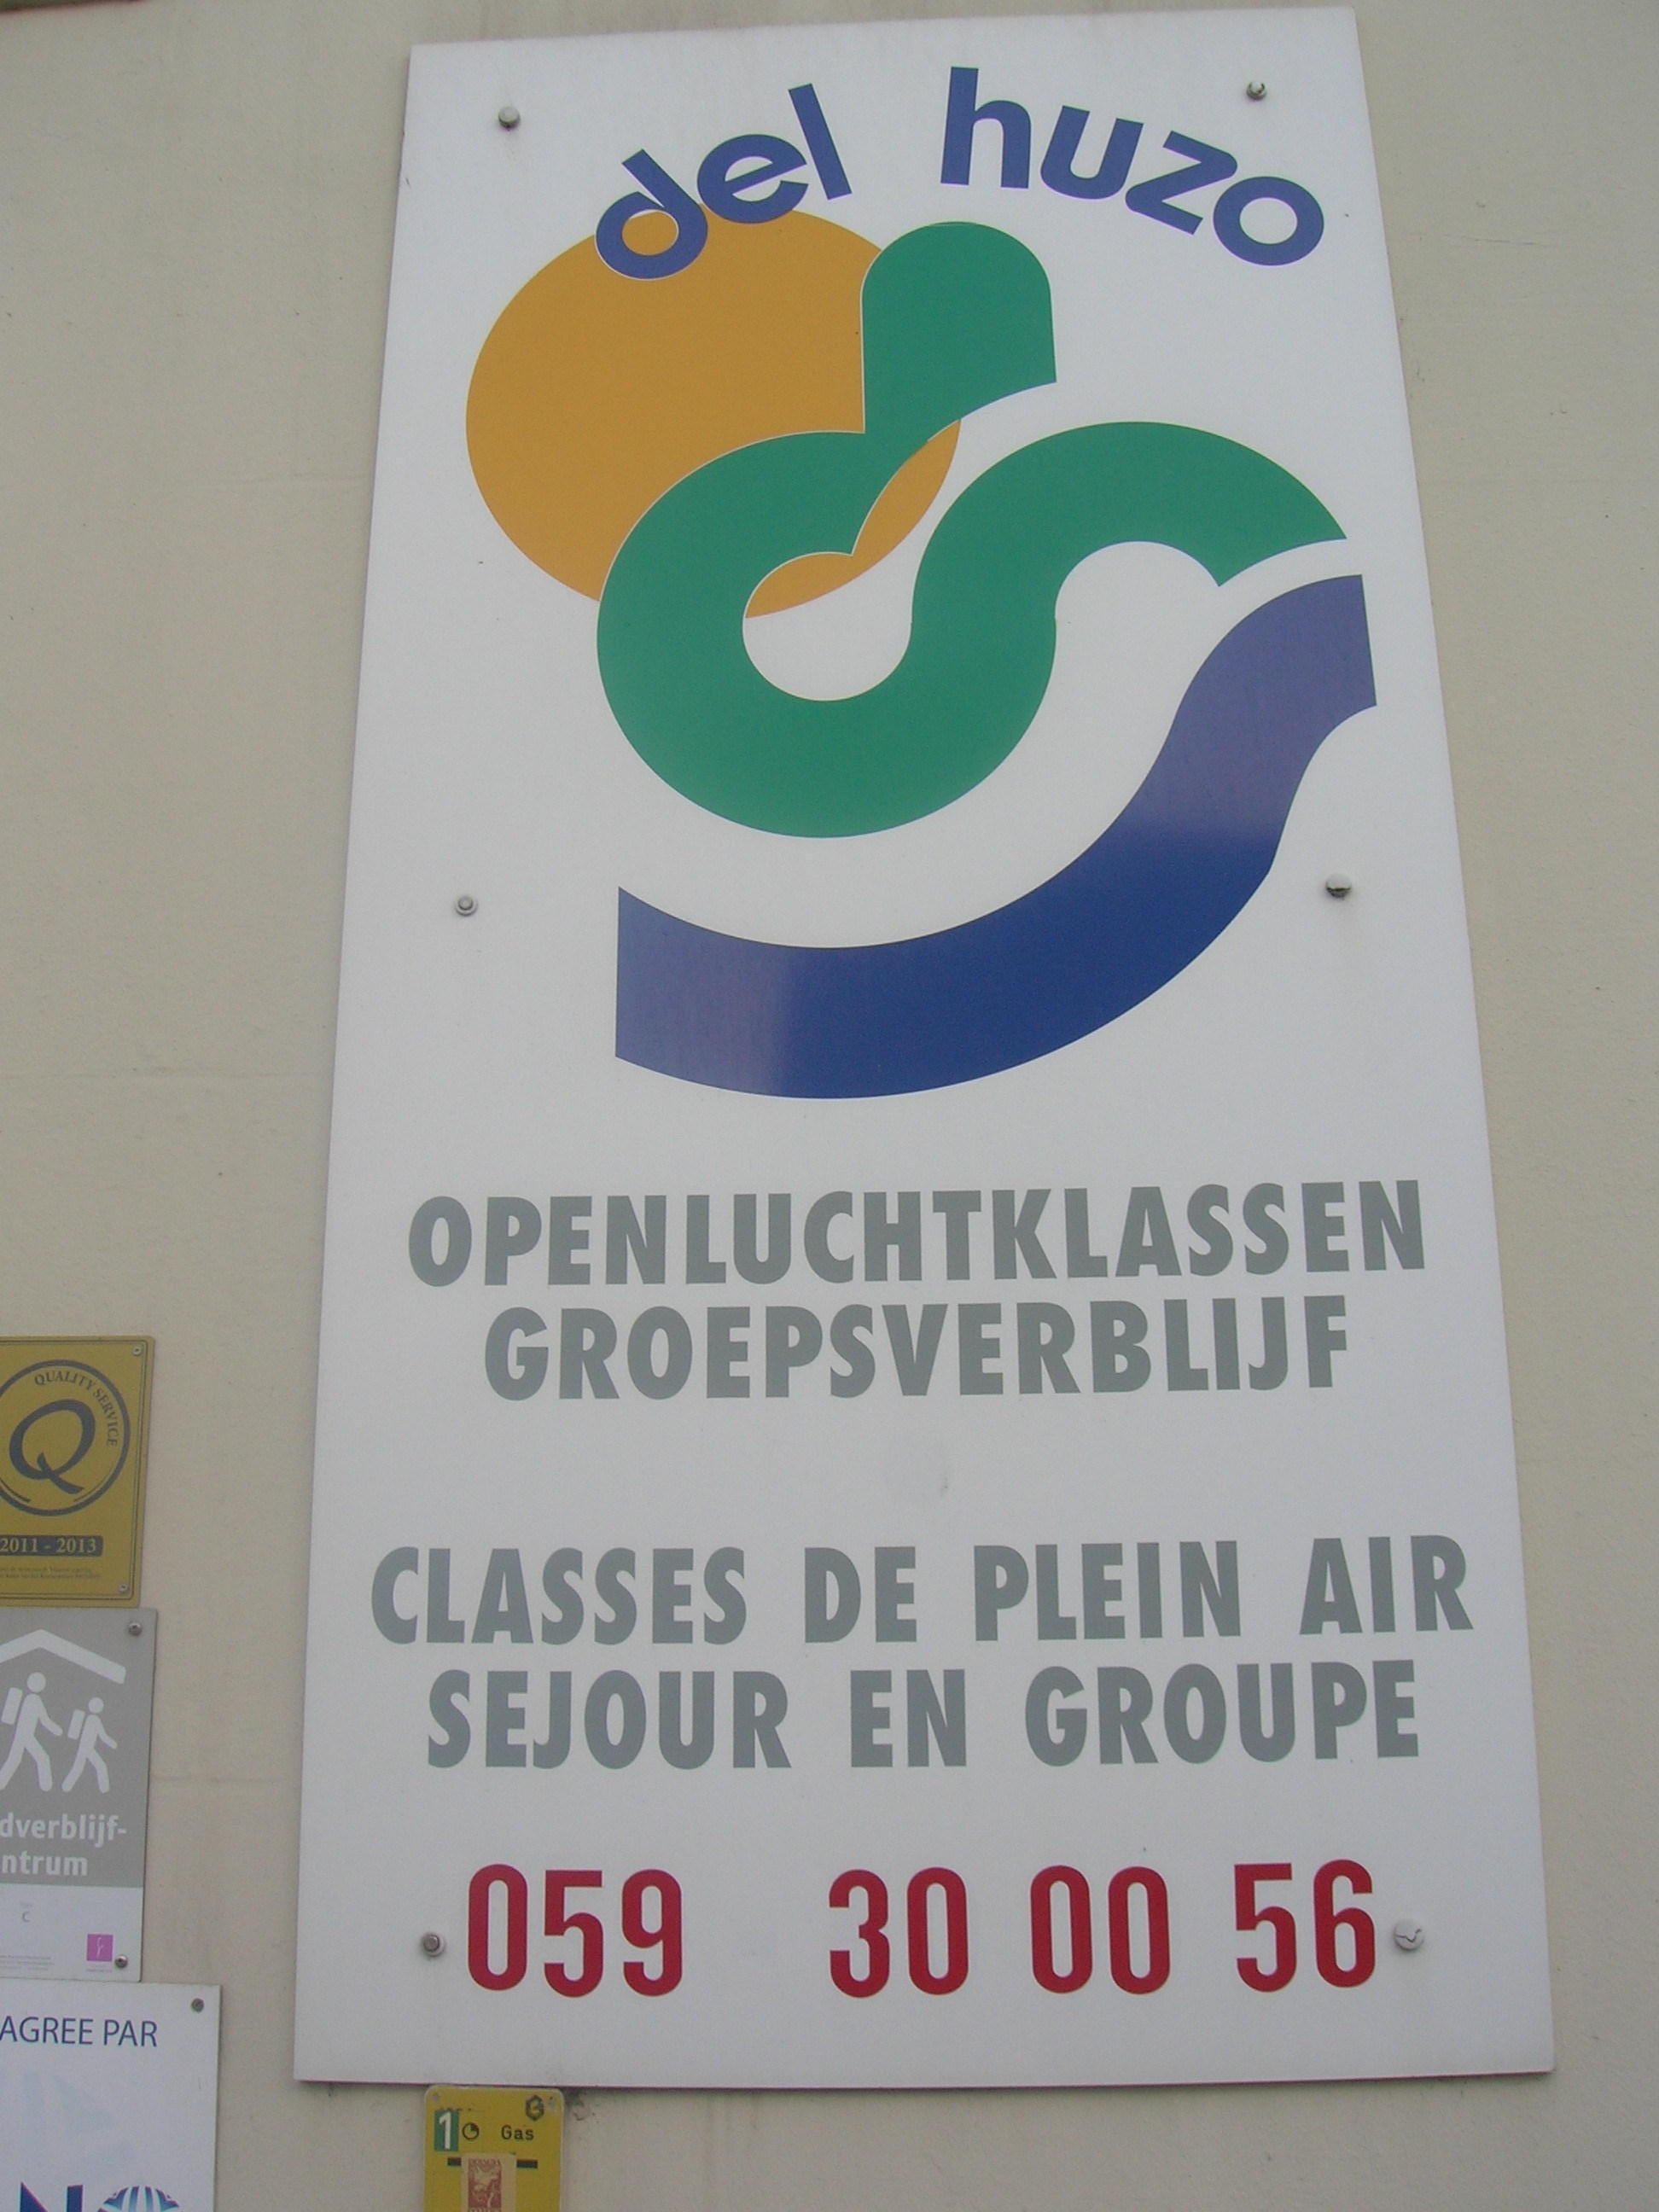 del huzo
OPENLUCHTKLASSEN
GROEPSVERBLIJF
CLASSES DE PLEIN AIR
SEJOUR EN GROUPE
059 30 00 56
QUALITY SERVICE
Q
2011 - 2013
dverblijf-
ntrum
C
AGREE PAR
N
1
Gas